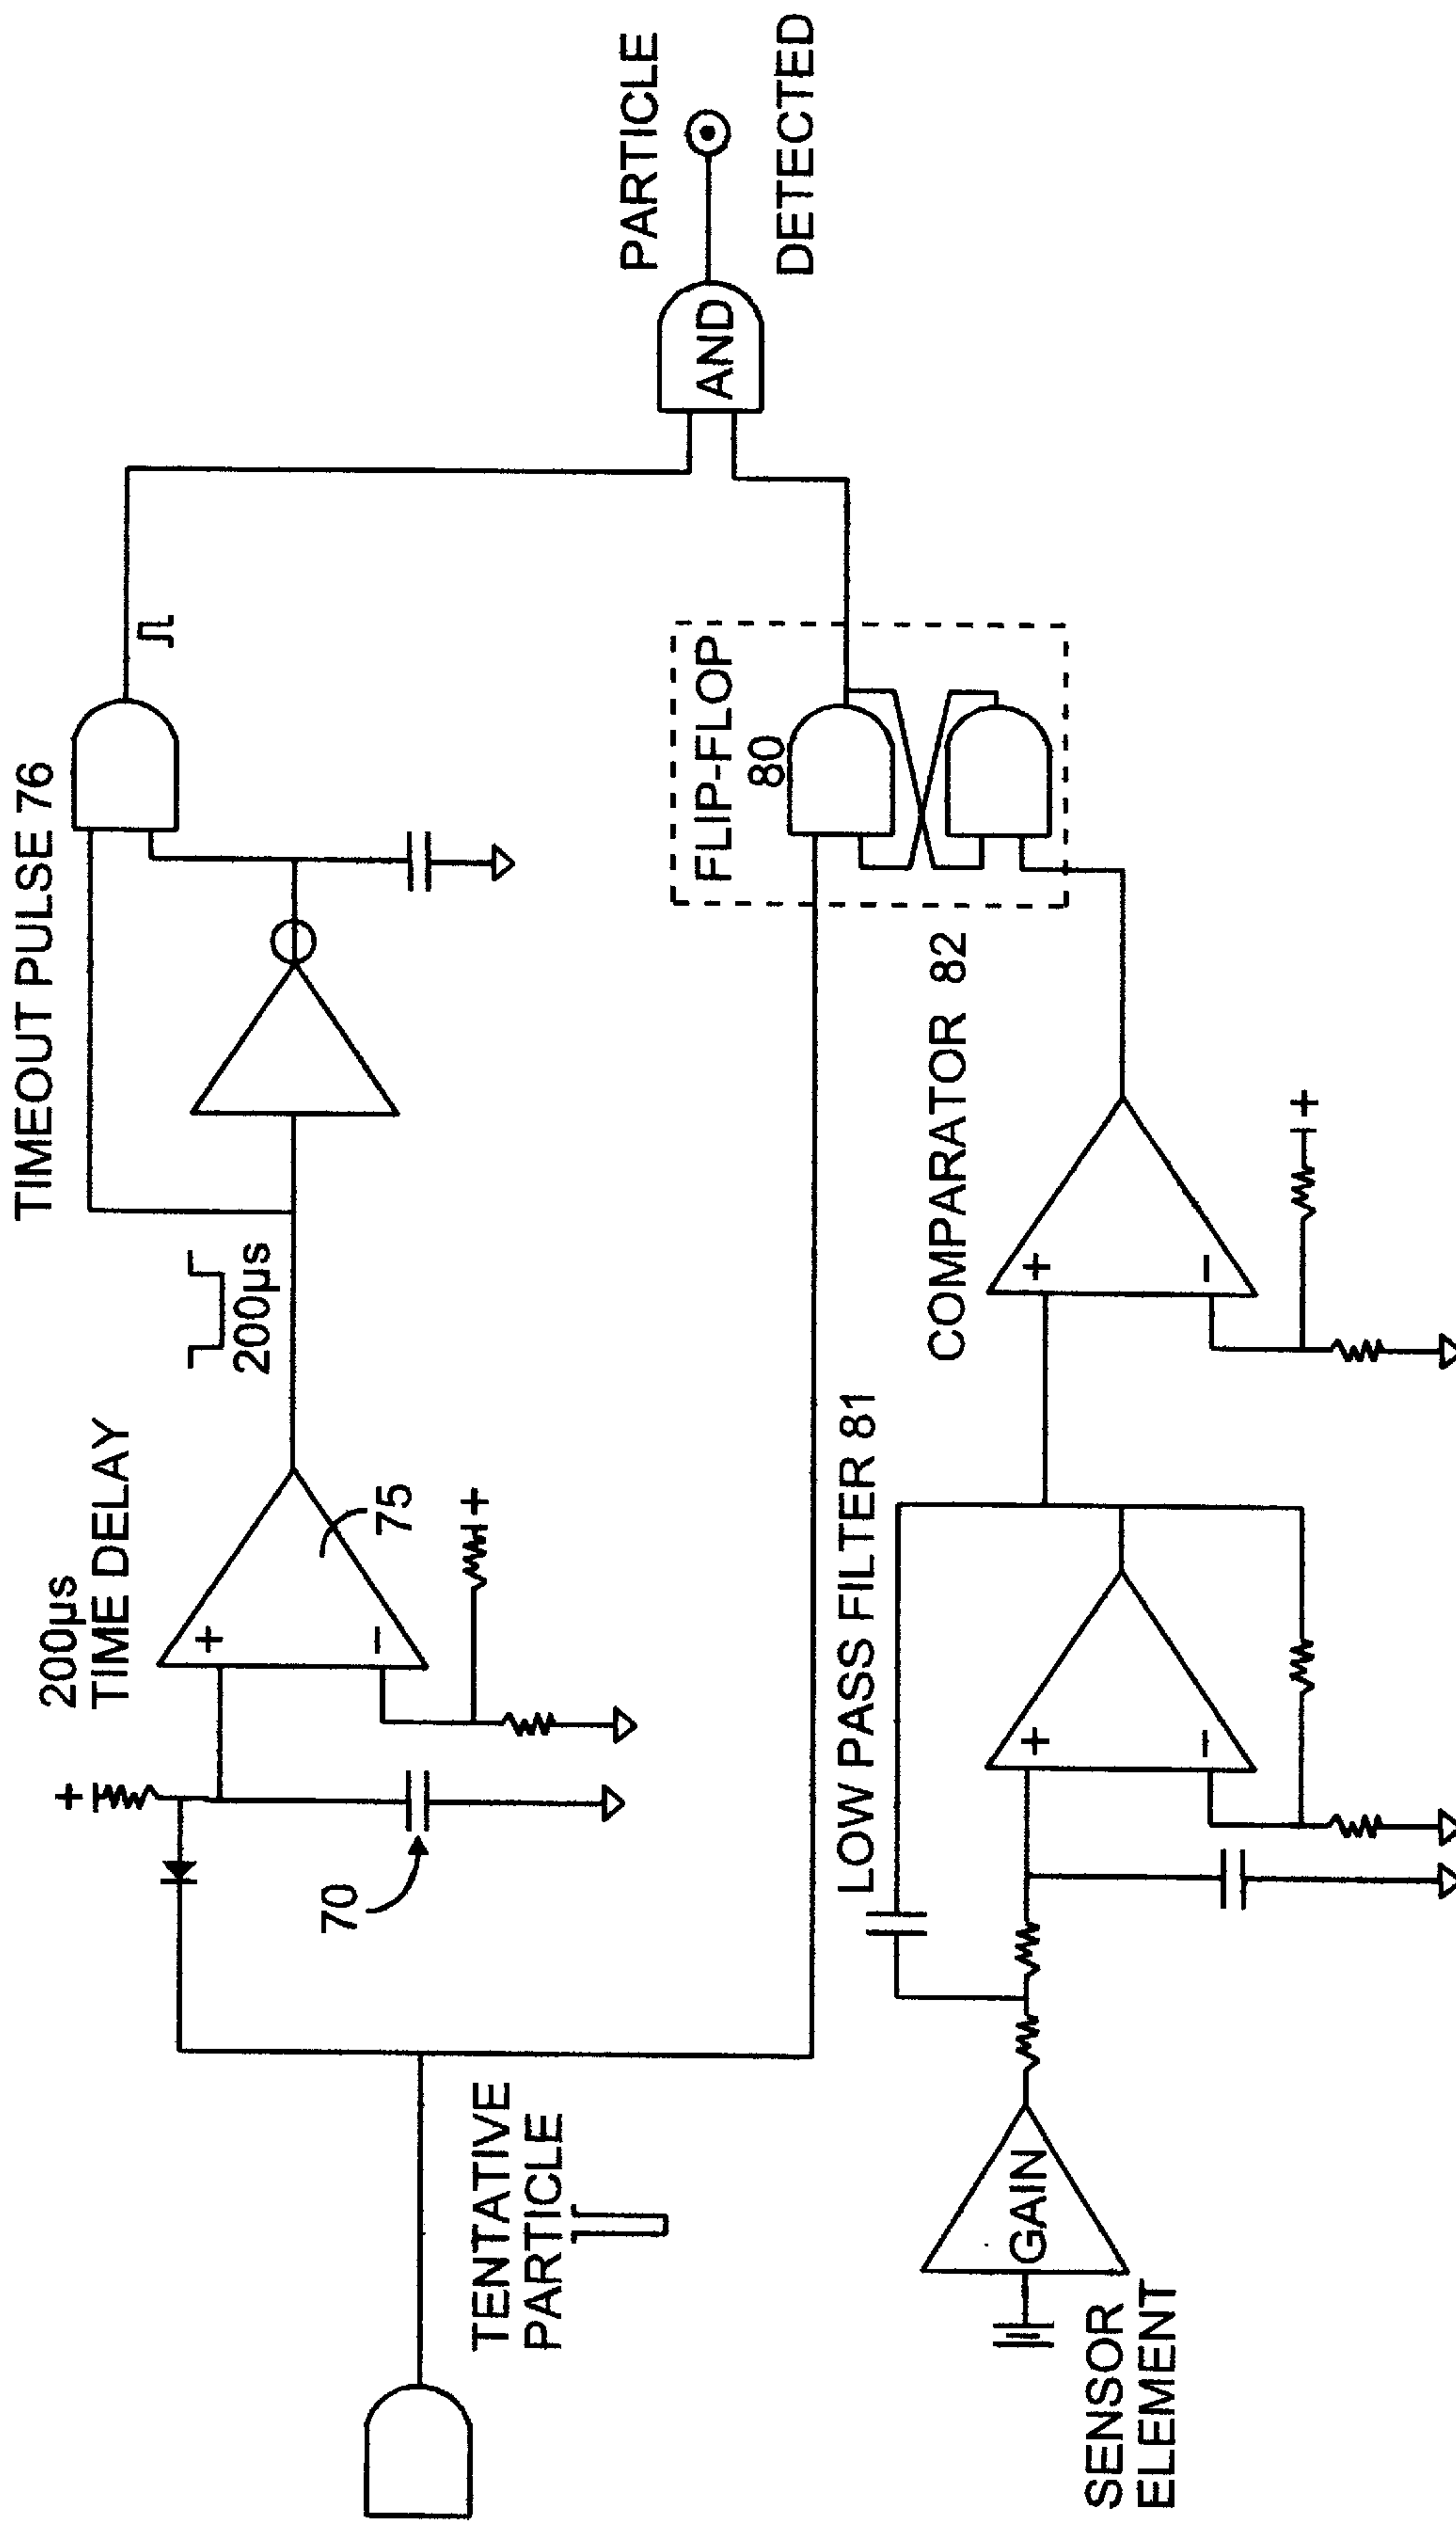 TIMEOUT PULSE 76
200µs
TIME DELAY
+
+
−
75
+
70
200µs
TENTATIVE
PARTICLE
AND
PARTICLE
DETECTED
FLIP-FLOP
80
LOW PASS FILTER 81
COMPARATOR 82
GAIN
SENSOR
ELEMENT
+
−
+
−
+